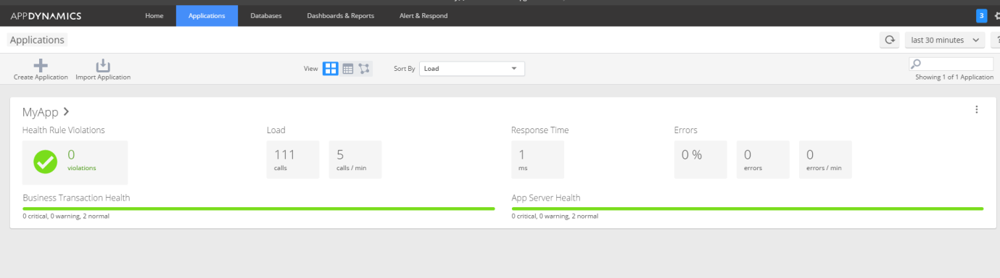 APPDYNAMICS Home Applications Databases Dashboards & Reports Alert & Respond 3
Applications last 30 minutes ?
Create Application Import Application View Sort By Load
Showing 1 of 1 Application
MyApp
Health Rule Violations Load Response Time Errors
0 111 5 1 0 % 0 0
violations calls calls / min ms errors errors / min
Business Transaction Health App Server Health
0 critical, 0 warning, 2 normal 0 critical, 0 warning, 2 normal